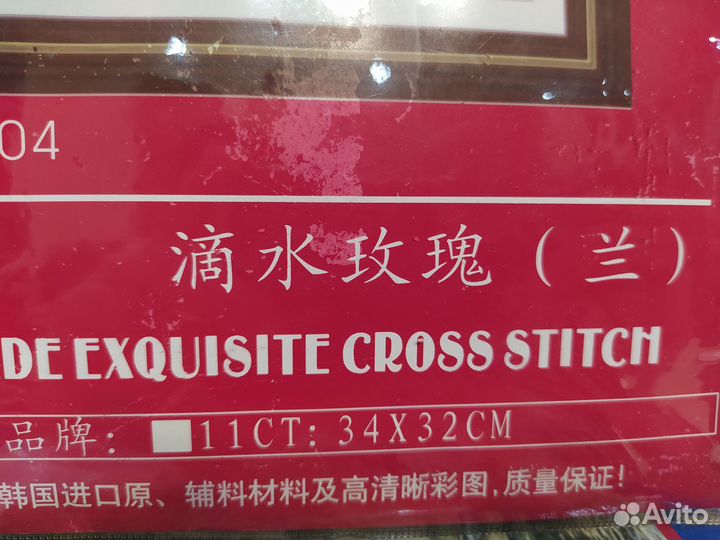 04
滴水玫瑰(兰)
DE EXQUISITE CROSS STITCH
品牌: 11CT: 34X32CM
韩国进口原、辅料材料及高清晰彩图,质量保证!
Avito